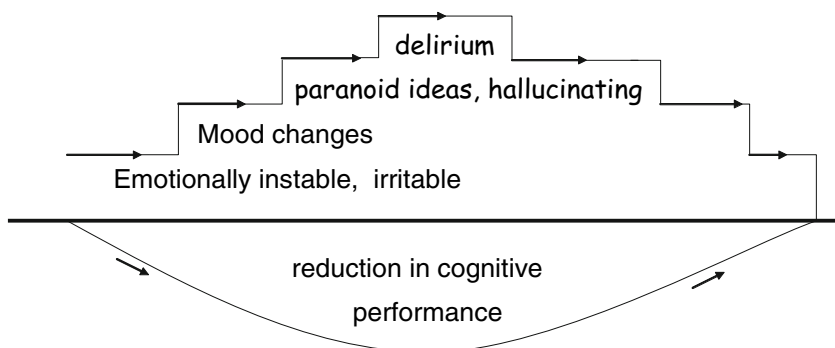 delirium
paranoid ideas, hallucinating
Mood changes
Emotionally instable, irritable
reduction in cognitive
performance